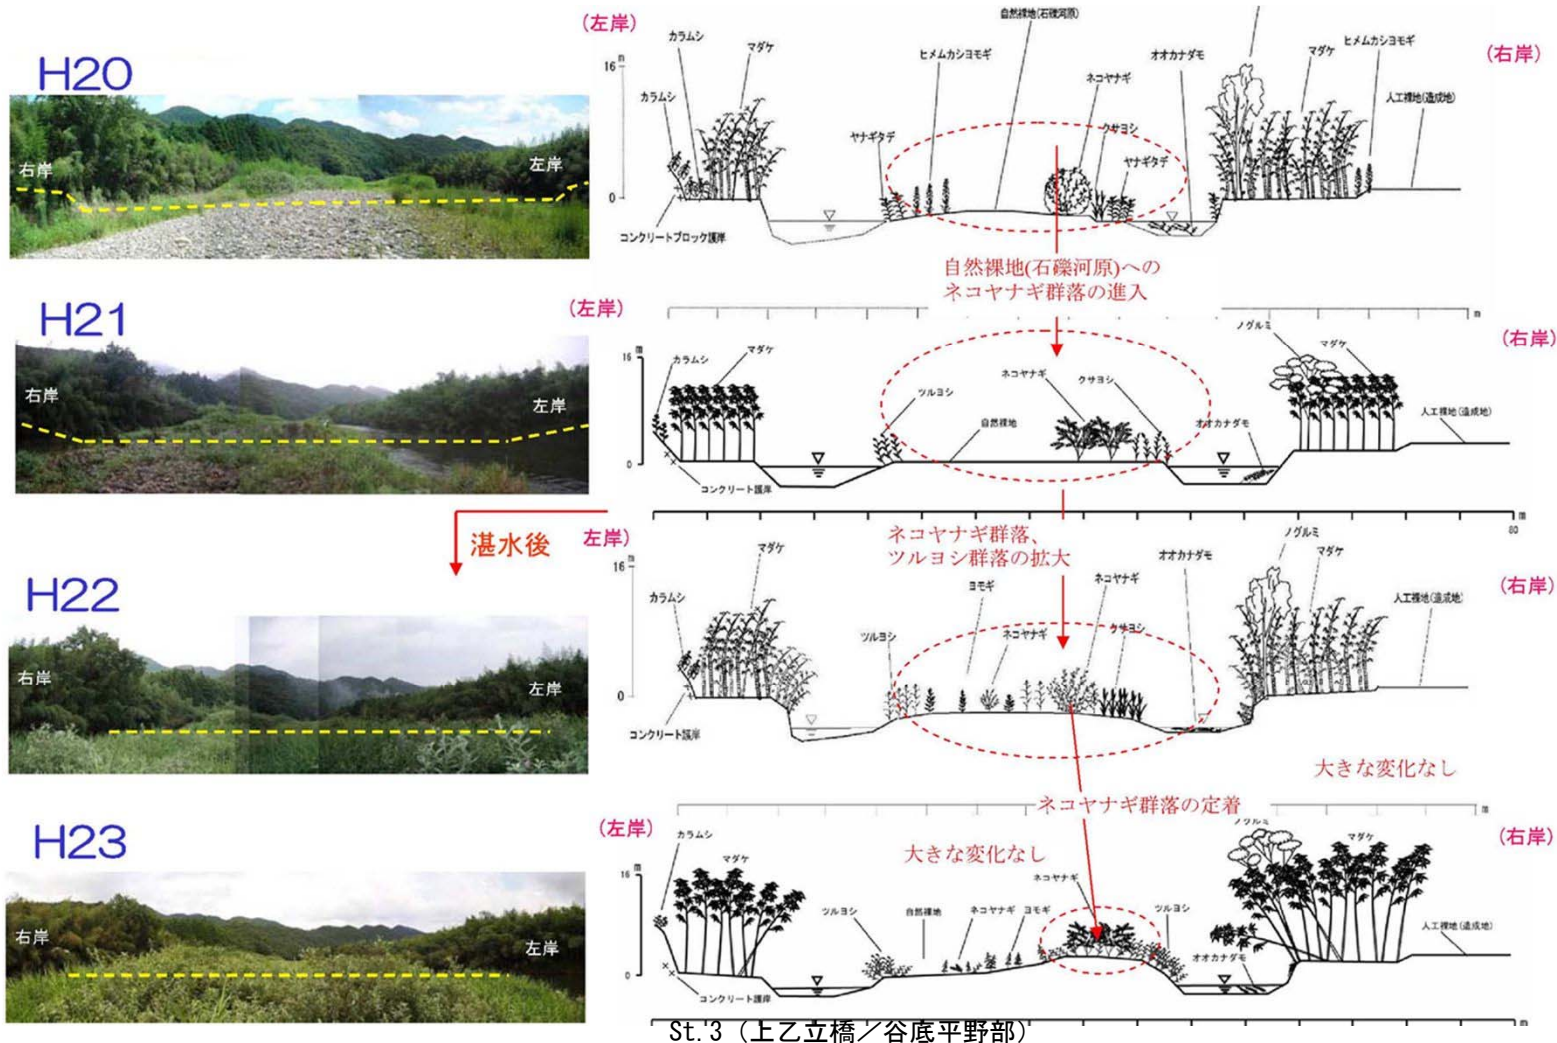 H20
右岸
左岸
(左岸)
(右岸)
m
16
0
カラムシ
カラムシ
マダケ
ヒメムカシヨモギ
自然裸地(石礫河原)
ヤナギタデ
ネコヤナギ
クサヨシ
ヤナギタデ
オオカナダモ
マダケ
ヒメムカシヨモギ
人工裸地(造成地)
コンクリートブロック護岸
自然裸地(石礫河原)への
ネコヤナギ群落の進入
m
H21
右岸
左岸
(左岸)
(右岸)
m
16
0
カラムシ
マダケ
ツルヨシ
自然裸地
ネコヤナギ
クサヨシ
オオカナダモ
ノグルミ
マダケ
人工裸地(造成地)
コンクリート護岸
m
80
湛水後
ネコヤナギ群落、
ツルヨシ群落の拡大
H22
右岸
左岸
左岸)
(右岸)
m
16
0
カラムシ
マダケ
ツルヨシ
ヨモギ
ネコヤナギ
ネコヤナギ
クサヨシ
オオカナダモ
ノグルミ
マダケ
人工裸地(造成地)
コンクリート護岸
大きな変化なし
ネコヤナギ群落の定着
m
H23
右岸
左岸
(左岸)
(右岸)
大きな変化なし
m
16
0
カラムシ
マダケ
ツルヨシ
自然裸地
ネコヤナギ
ヨモギ
ネコヤナギ
ツルヨシ
オオカナダモ
ノグルミ
マダケ
人工裸地(造成地)
コンクリート護岸
m
St.3（上乙立橋／谷底平野部）